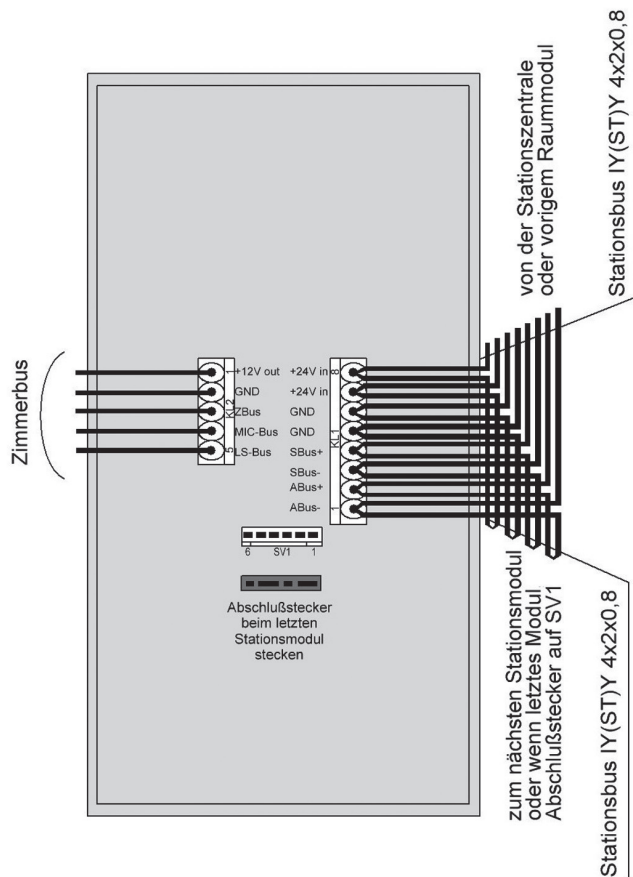 Zimmerbus
von der Stationszentrale
oder vorigem Raummodul
Stationsbus IY(ST)Y 4x2x0,8
1
+12V out
GND
ZBus
MIC-Bus
5
LS-Bus
KL2
+24V in
8
+24V in
GND
GND
SBus+
SBus-
ABus+
ABus-
1
KL1
6
SV1
1
Abschlußstecker
beim letzten
Stationsmodul
stecken
zum nächsten Stationsmodul
oder wenn letztes Modul
Abschlußstecker auf SV1
Stationsbus IY(ST)Y 4x2x0,8